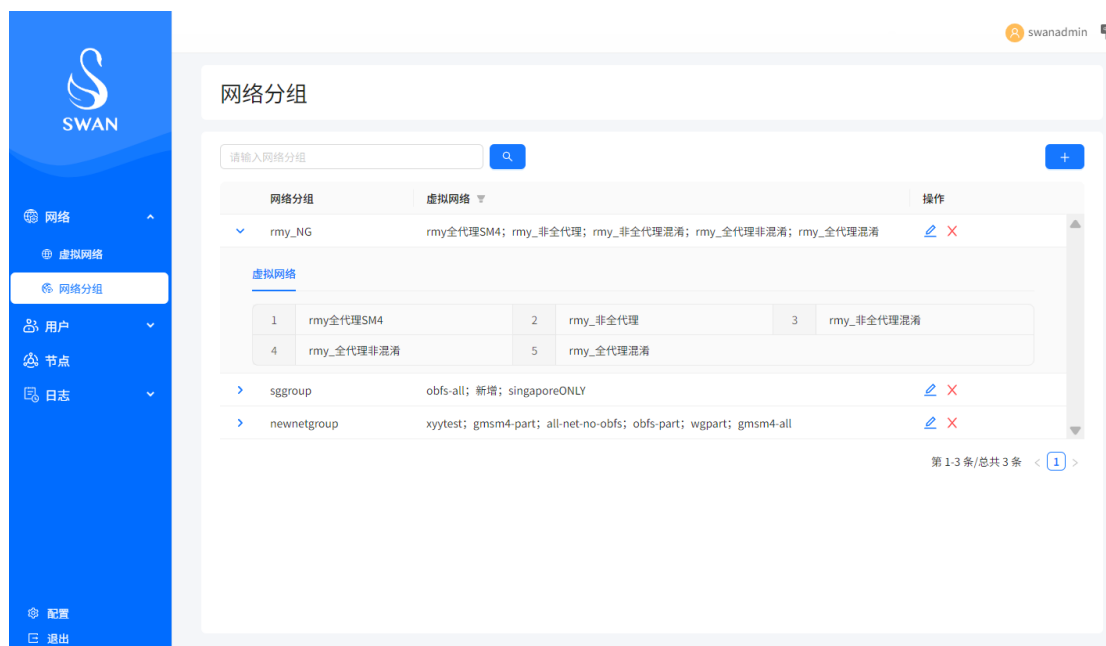 swanadmin
SWAN
网络分组
请输入网络分组
+
网络分组 虚拟网络 操作
网络
rmy_NG rmy全代理SM4；rmy_非全代理；rmy_非全代理混淆；rmy_全代理非混淆；rmy_全代理混淆
虚拟网络
虚拟网络
网络分组
1 rmy全代理SM4 2 rmy_非全代理 3 rmy_非全代理混淆
用户
4 rmy_全代理非混淆 5 rmy_全代理混淆
节点
sggroup obfs-all；新增；singaporeONLY
日志
newnetgroup xyytest；gmsm4-part；all-net-no-obfs；obfs-part；wgpart；gmsm4-all
第 1-3 条/总共 3 条 < 1 >
配置
退出